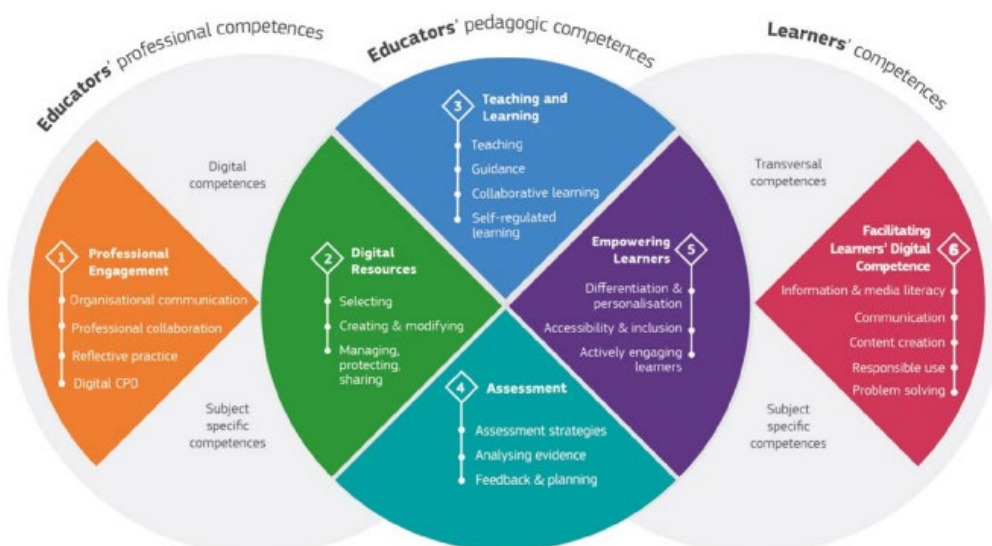 Educators' professional competences
Educators' pedagogic competences
Learners' competences
Digital
competences
Subject
specific
competences
1
Professional
Engagement
Organisational communication
Professional collaboration
Reflective practice
Digital CPD
2
Digital
Resources
Selecting
Creating & modifying
Managing,
protecting,
sharing
3
Teaching and
Learning
Teaching
Guidance
Collaborative learning
Self-regulated
learning
4
Assessment
Assessment strategies
Analysing evidence
Feedback & planning
5
Empowering
Learners
Differentiation &
personalisation
Accessibility & inclusion
Actively engaging
learners
Transversal
competences
Subject
specific
competences
6
Facilitating
Learners' Digital
Competence
Information & media literacy
Communication
Content creation
Responsible use
Problem solving